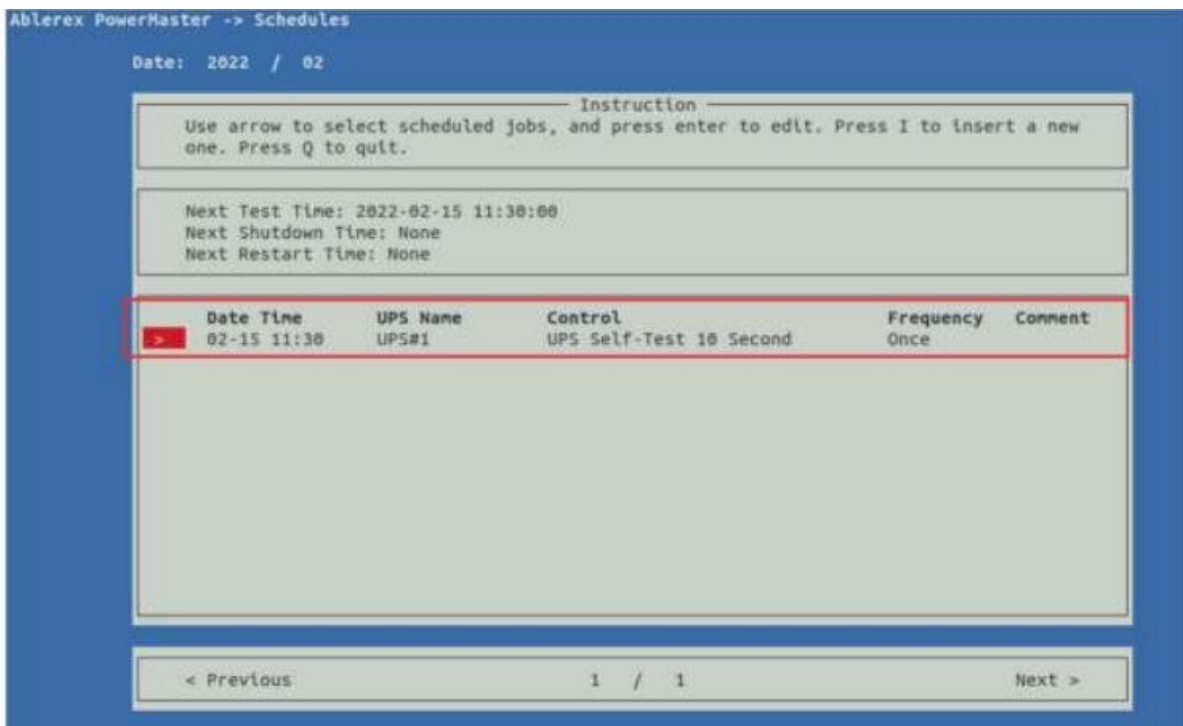 Ablerex PowerMaster -> Schedules
Date: 2022 / 02
Instruction
Use arrow to select scheduled jobs, and press enter to edit. Press I to insert a new
one. Press Q to quit.
Next Test Time: 2022-02-15 11:30:00
Next Shutdown Time: None
Next Restart Time: None
Date Time UPS Name Control Frequency Comment
> 02-15 11:30 UPS#1 UPS Self-Test 10 Second Once
< Previous 1 / 1 Next >